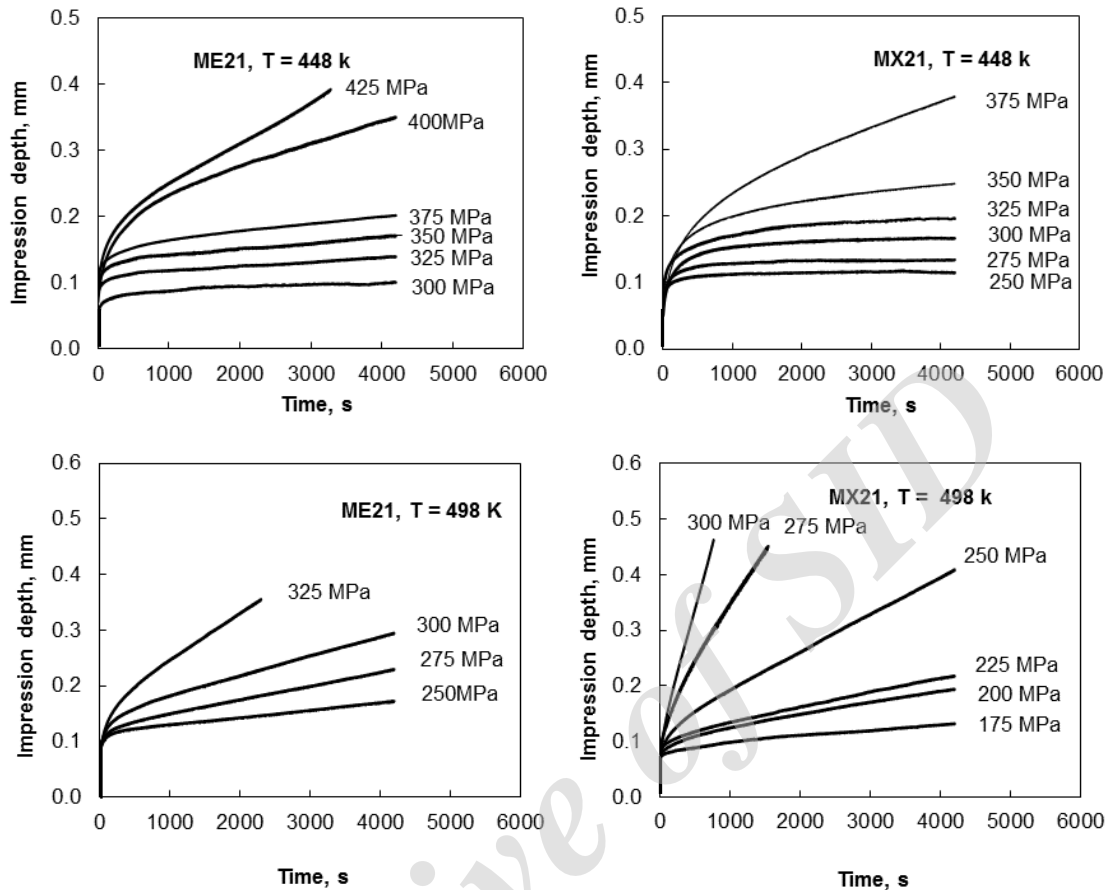 0.5
0.4
0.3
0.2
0.1
0.0
Impression depth, mm
ME21, T = 448 k
425 MPa
400MPa
375 MPa
350 MPa
325 MPa
300 MPa
0 1000 2000 3000 4000 5000 6000
Time, s
0.5
0.4
0.3
0.2
0.1
0.0
Impression depth, mm
MX21, T = 448 k
375 MPa
350 MPa
325 MPa
300 MPa
275 MPa
250 MPa
0 1000 2000 3000 4000 5000 6000
Time, s
0.6
0.5
0.4
0.3
0.2
0.1
0.0
Impression depth, mm
ME21, T = 498 K
325 MPa
300 MPa
275 MPa
250MPa
0 1000 2000 3000 4000 5000 6000
Time, s
0.6
0.5
0.4
0.3
0.2
0.1
0.0
Impression depth, mm
MX21, T = 498 k
300 MPa
275 MPa
250 MPa
225 MPa
200 MPa
175 MPa
0 1000 2000 3000 4000 5000 6000
Time, s
ive of SID